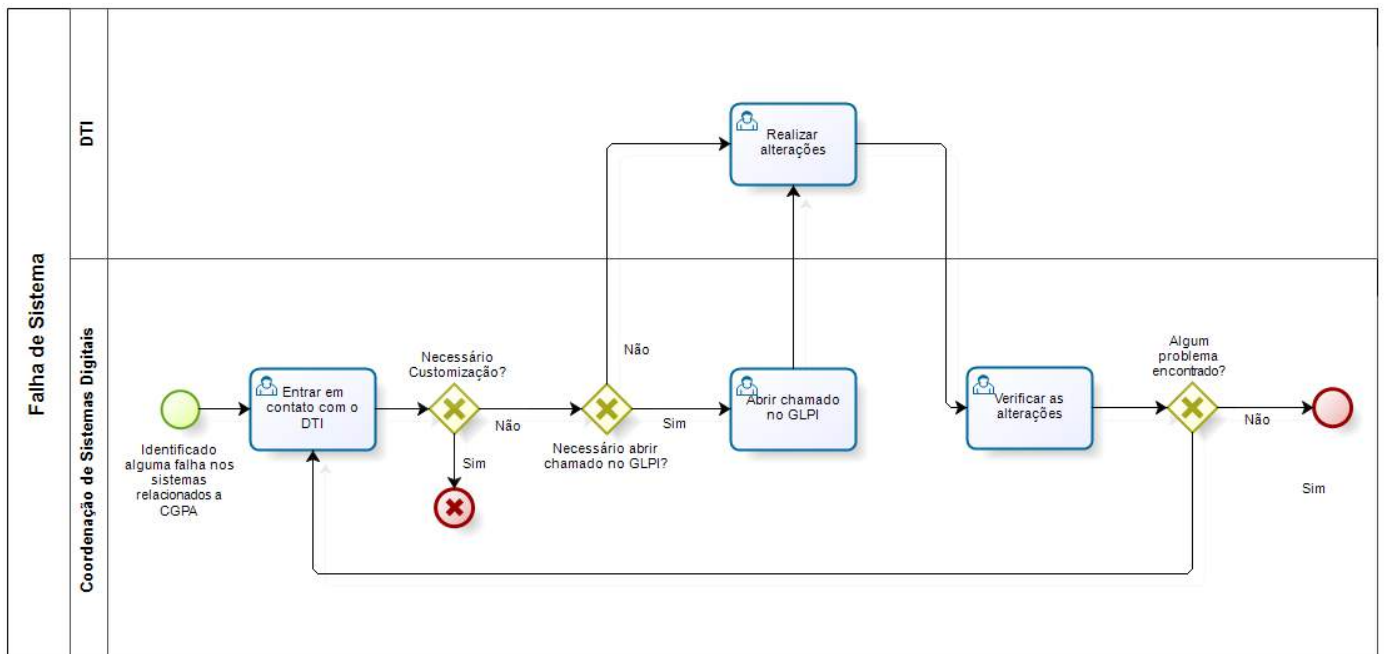 Falha de Sistema
DTI
Realizar
alterações
Coordenação de Sistemas Digitais
Identificado
alguma falha nos
sistemas
relacionados a
CGPA
Entrar em
contato com o
DTI
Necessário
Customização?
Não
Sim
Necessário abrir
chamado no GLPI?
Não
Sim
Abrir chamado
no GLPI
Verificar as
alterações
Algum
problema
encontrado?
Não
Sim